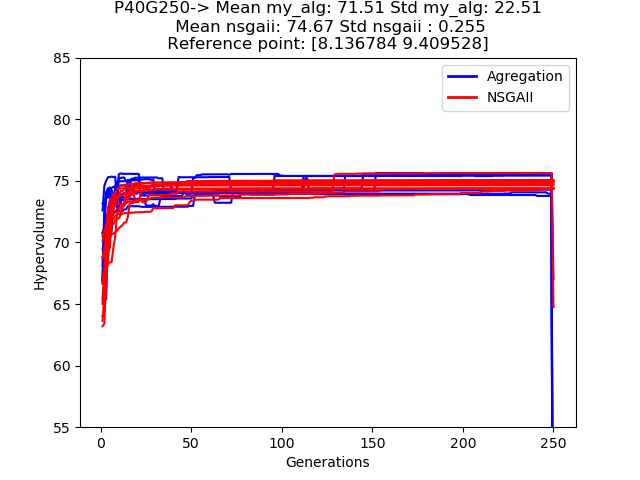 P40G250-> Mean my_alg: 71.51 Std my_alg: 22.51
Mean nsgaii: 74.67 Std nsgaii : 0.255
Reference point: [8.136784 9.409528]
Agregation
NSGAII
85
80
75
70
65
60
55
Hypervolume
0 50 100 150 200 250
Generations